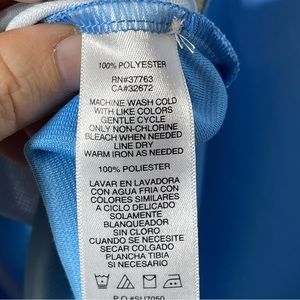 100% POLYESTER
RN#37763
CA#32672
MACHINE WASH COLD
WITH LIKE COLORS
GENTLE CYCLE
ONLY NON-CHLORINE
BLEACH WHEN NEEDED
LINE DRY
WARM IRON AS NEEDED
100% POLIESTER
LAVAR EN LAVADORA
CON AGUA FRIA CON
COLORES SIMILARES
A CICLO DELICADO
SOLAMENTE
BLANQUEADOR
SIN CLORO
CUANDO SE NECESITE
SECAR COLGADO
PLANCHA TIBIA
SI NECESARIO
P.O.#SU7050